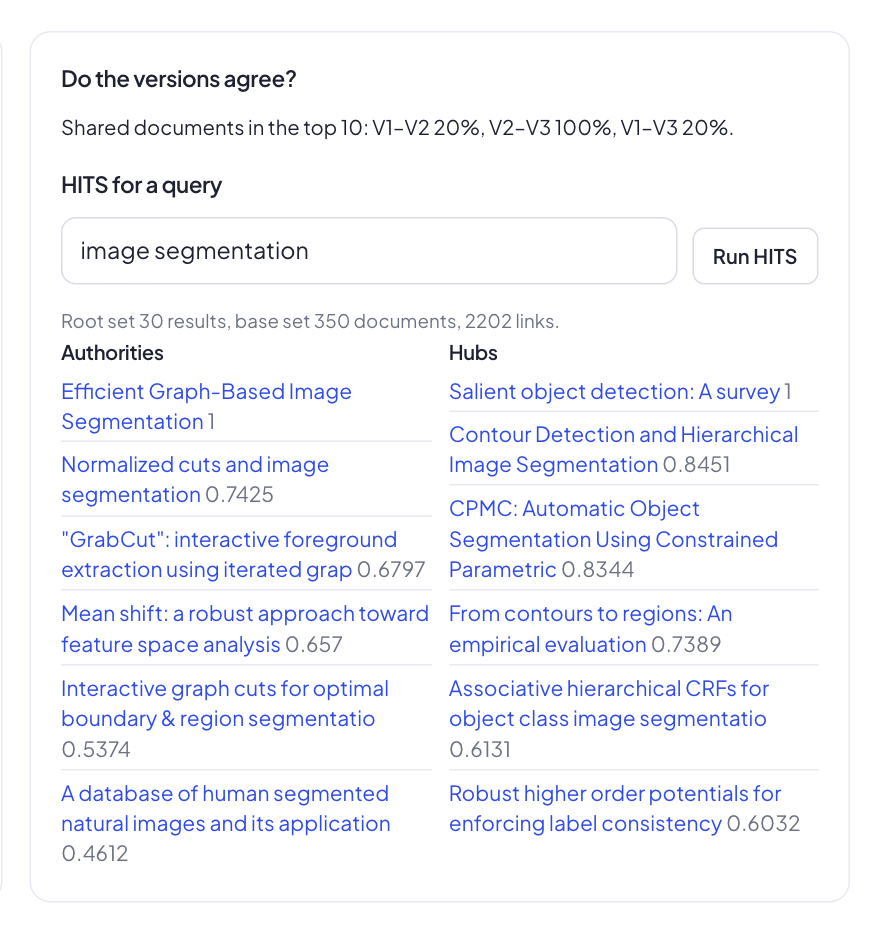 Do the versions agree?
Shared documents in the top 10: V1–V2 20%, V2–V3 100%, V1–V3 20%.
HITS for a query
image segmentation
Run HITS
Root set 30 results, base set 350 documents, 2202 links.
Authorities
Efficient Graph-Based Image
Segmentation 1
Normalized cuts and image
segmentation 0.7425
"GrabCut": interactive foreground
extraction using iterated grap 0.6797
Mean shift: a robust approach toward
feature space analysis 0.657
Interactive graph cuts for optimal
boundary & region segmentatio
0.5374
A database of human segmented
natural images and its application
0.4612
Hubs
Salient object detection: A survey 1
Contour Detection and Hierarchical
Image Segmentation 0.8451
CPMC: Automatic Object
Segmentation Using Constrained
Parametric 0.8344
From contours to regions: An
empirical evaluation 0.7389
Associative hierarchical CRFs for
object class image segmentatio
0.6131
Robust higher order potentials for
enforcing label consistency 0.6032